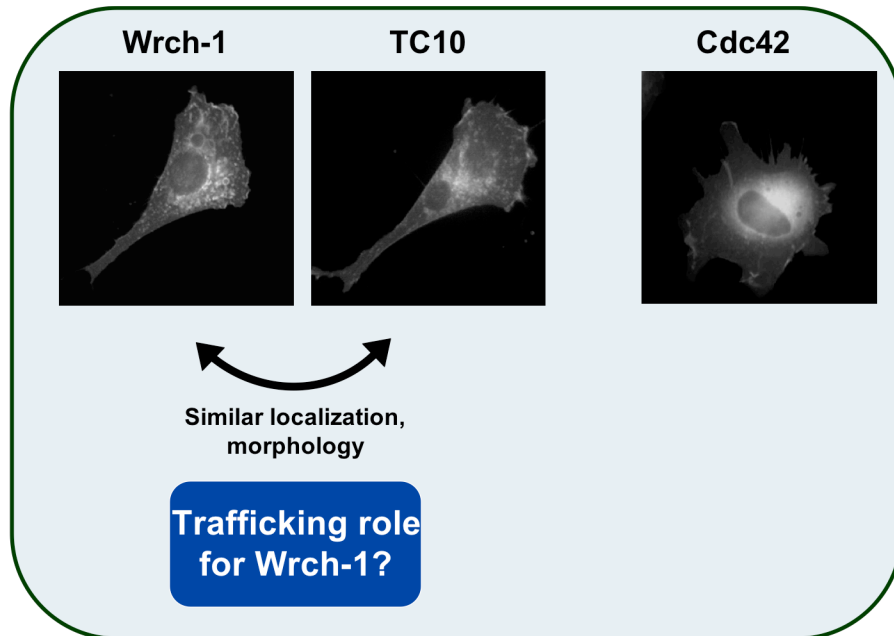 Wrch-1
TC10
Cdc42
Similar localization,
morphology
Trafficking role
for Wrch-1?